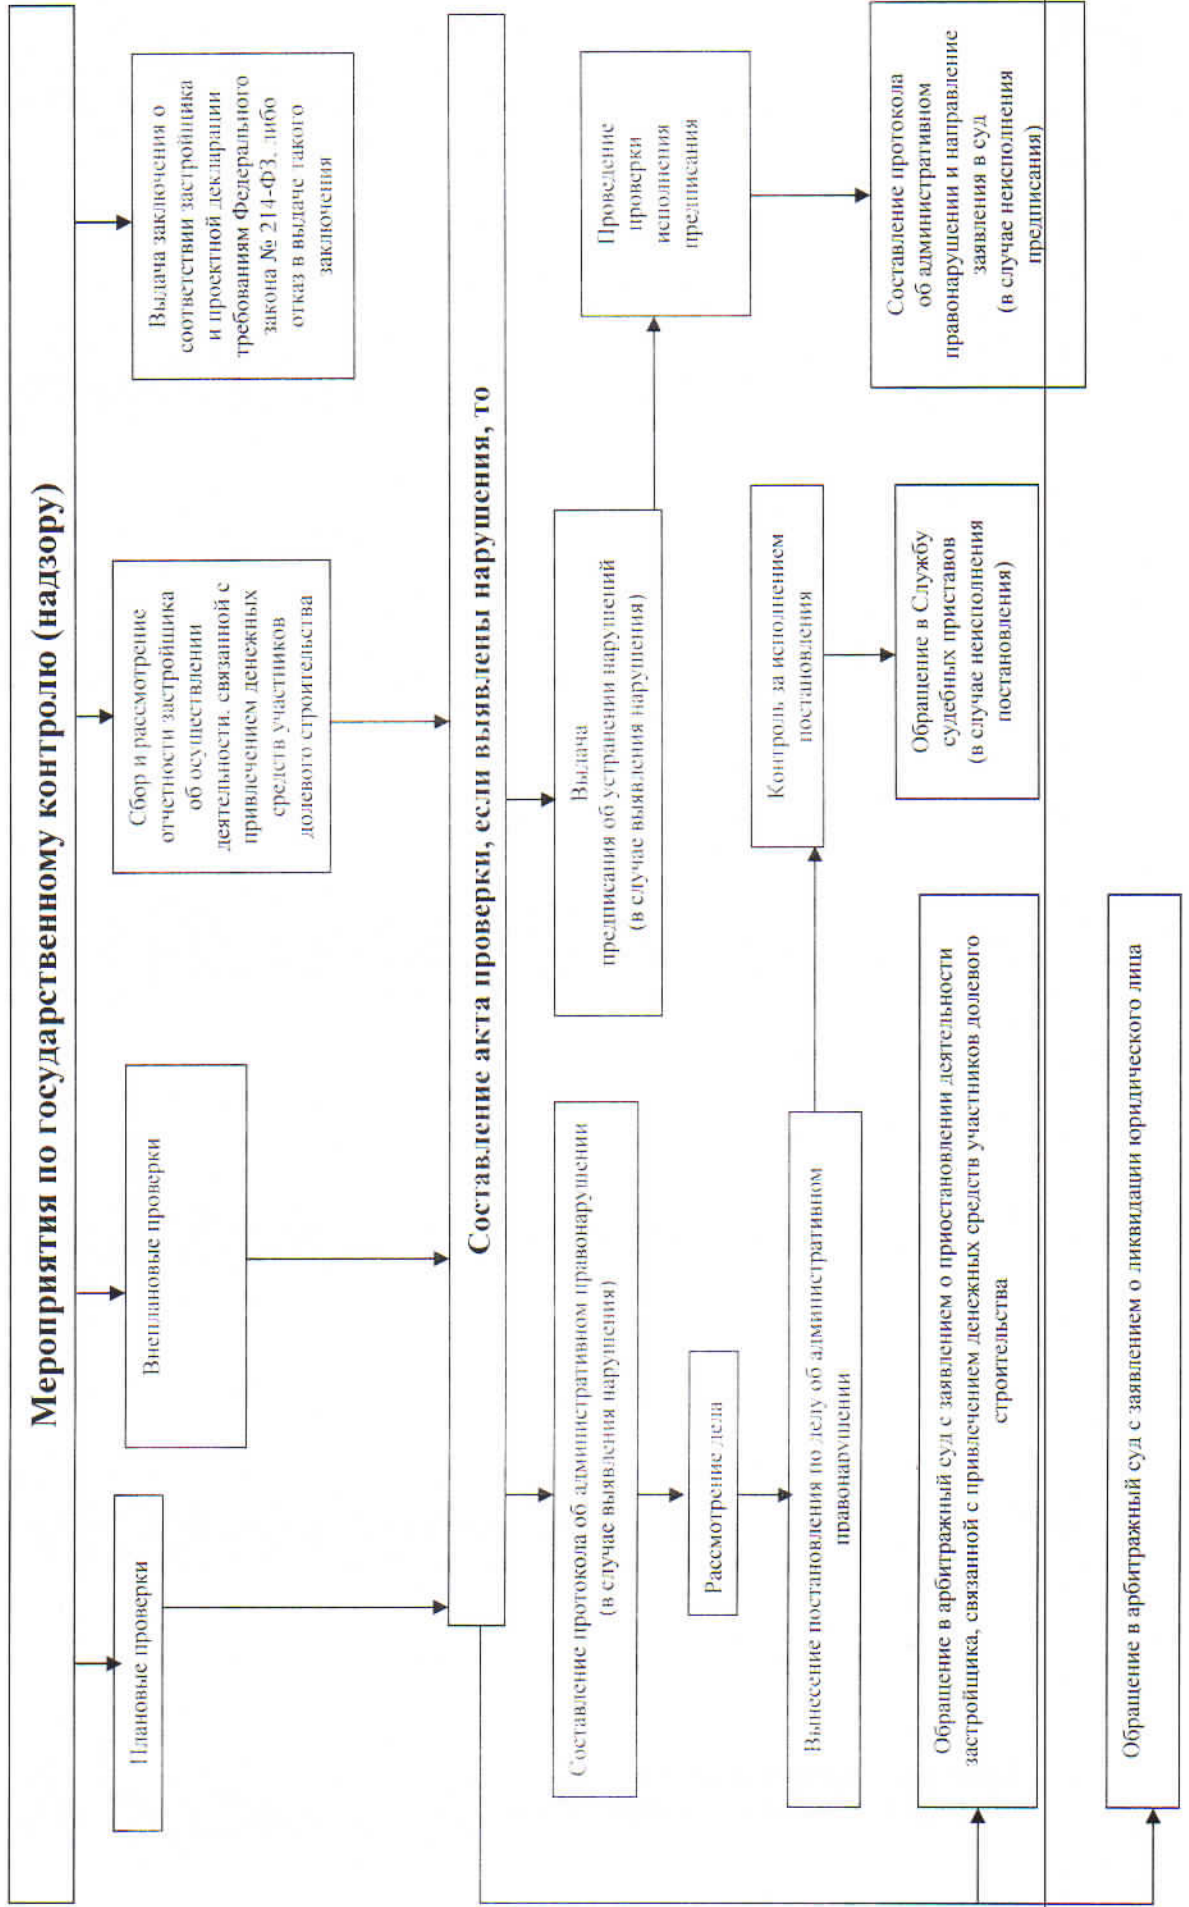 Мероприятия по государственному контролю (надзору)
Плановые проверки
Внеплановые проверки
Сбор и рассмотрение
отчетности застройщика
об осуществлении
деятельности, связанной с
привлечением денежных
средств участников
долевого строительства
Выдача заключения о
соответствии застройщика
и проектной декларации
требованиям Федерального
закона № 214-ФЗ, либо
отказ в выдаче такого
заключения
Составление акта проверки, если выявлены нарушения, то
Составление протокола об административном правонарушении
(в случае выявления нарушения)
Выдача
предписания об устранении нарушений
(в случае выявления нарушения)
Проведение
проверки
исполнения
предписания
Рассмотрение дела
Вынесение постановления по делу об административном
правонарушении
Контроль за исполнением
постановления
Составление протокола
об административном
правонарушении и направление
заявления в суд
(в случае неисполнения
предписания)
Обращение в Службу
судебных приставов
(в случае неисполнения
постановления)
Обращение в арбитражный суд с заявлением о приостановлении деятельности
застройщика, связанной с привлечением денежных средств участников долевого
строительства
Обращение в арбитражный суд с заявлением о ликвидации юридического лица